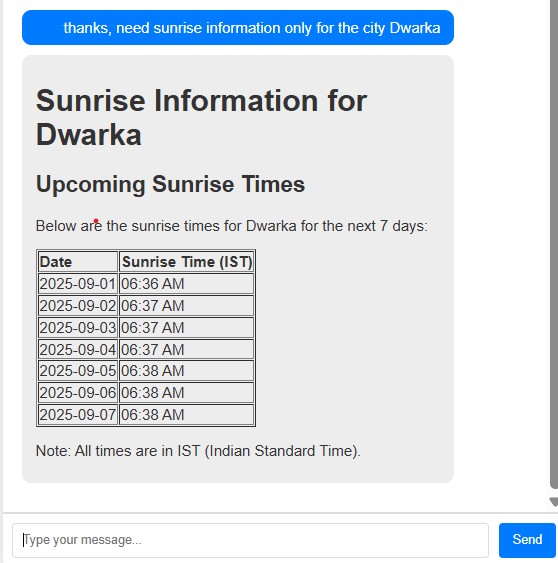 thanks, need sunrise information only for the city Dwarka
Sunrise Information for
Dwarka
Upcoming Sunrise Times
Below are the sunrise times for Dwarka for the next 7 days:
Date Sunrise Time (IST)
2025-09-01 06:36 AM
2025-09-02 06:37 AM
2025-09-03 06:37 AM
2025-09-04 06:37 AM
2025-09-05 06:38 AM
2025-09-06 06:38 AM
2025-09-07 06:38 AM
Note: All times are in IST (Indian Standard Time).
Type your message... Send